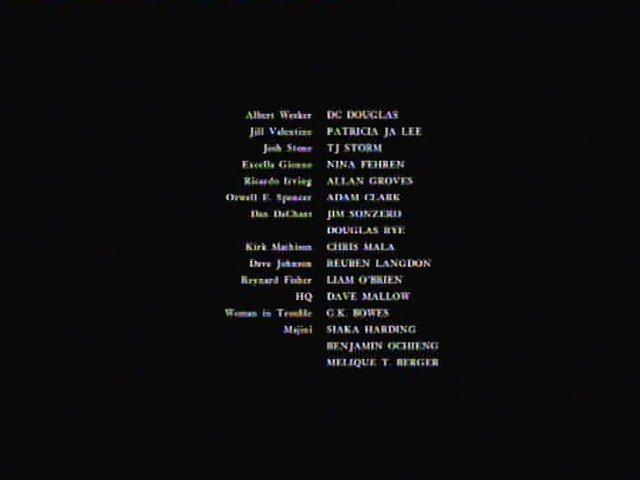 Albert Wesker DC DOUGLAS
Jill Valentine PATRICIA JA LEE
Josh Stone TJ STORM
Excella Gionne NINA FEHREN
Ricardo Irving ALLAN GROVES
Orwell E. Spencer ADAM CLARK
Dan DeChant JIM SONZERO
DOUGLAS RYE
Kirk Mathison CHRIS MALA
Dave Johnson REUBEN LANGDON
Reynard Fisher LIAM O'BRIEN
HQ DAVE MALLOW
Woman in Trouble G.K. BOWES
Majini SIAKA HARDING
BENJAMIN OCHIENG
MELIQUE T. BERGER